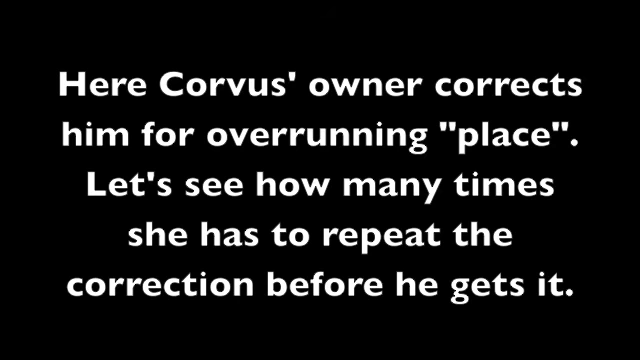 Here Corvus' owner corrects
him for overrunning "place".
Let's see how many times
she has to repeat the
correction before he gets it.